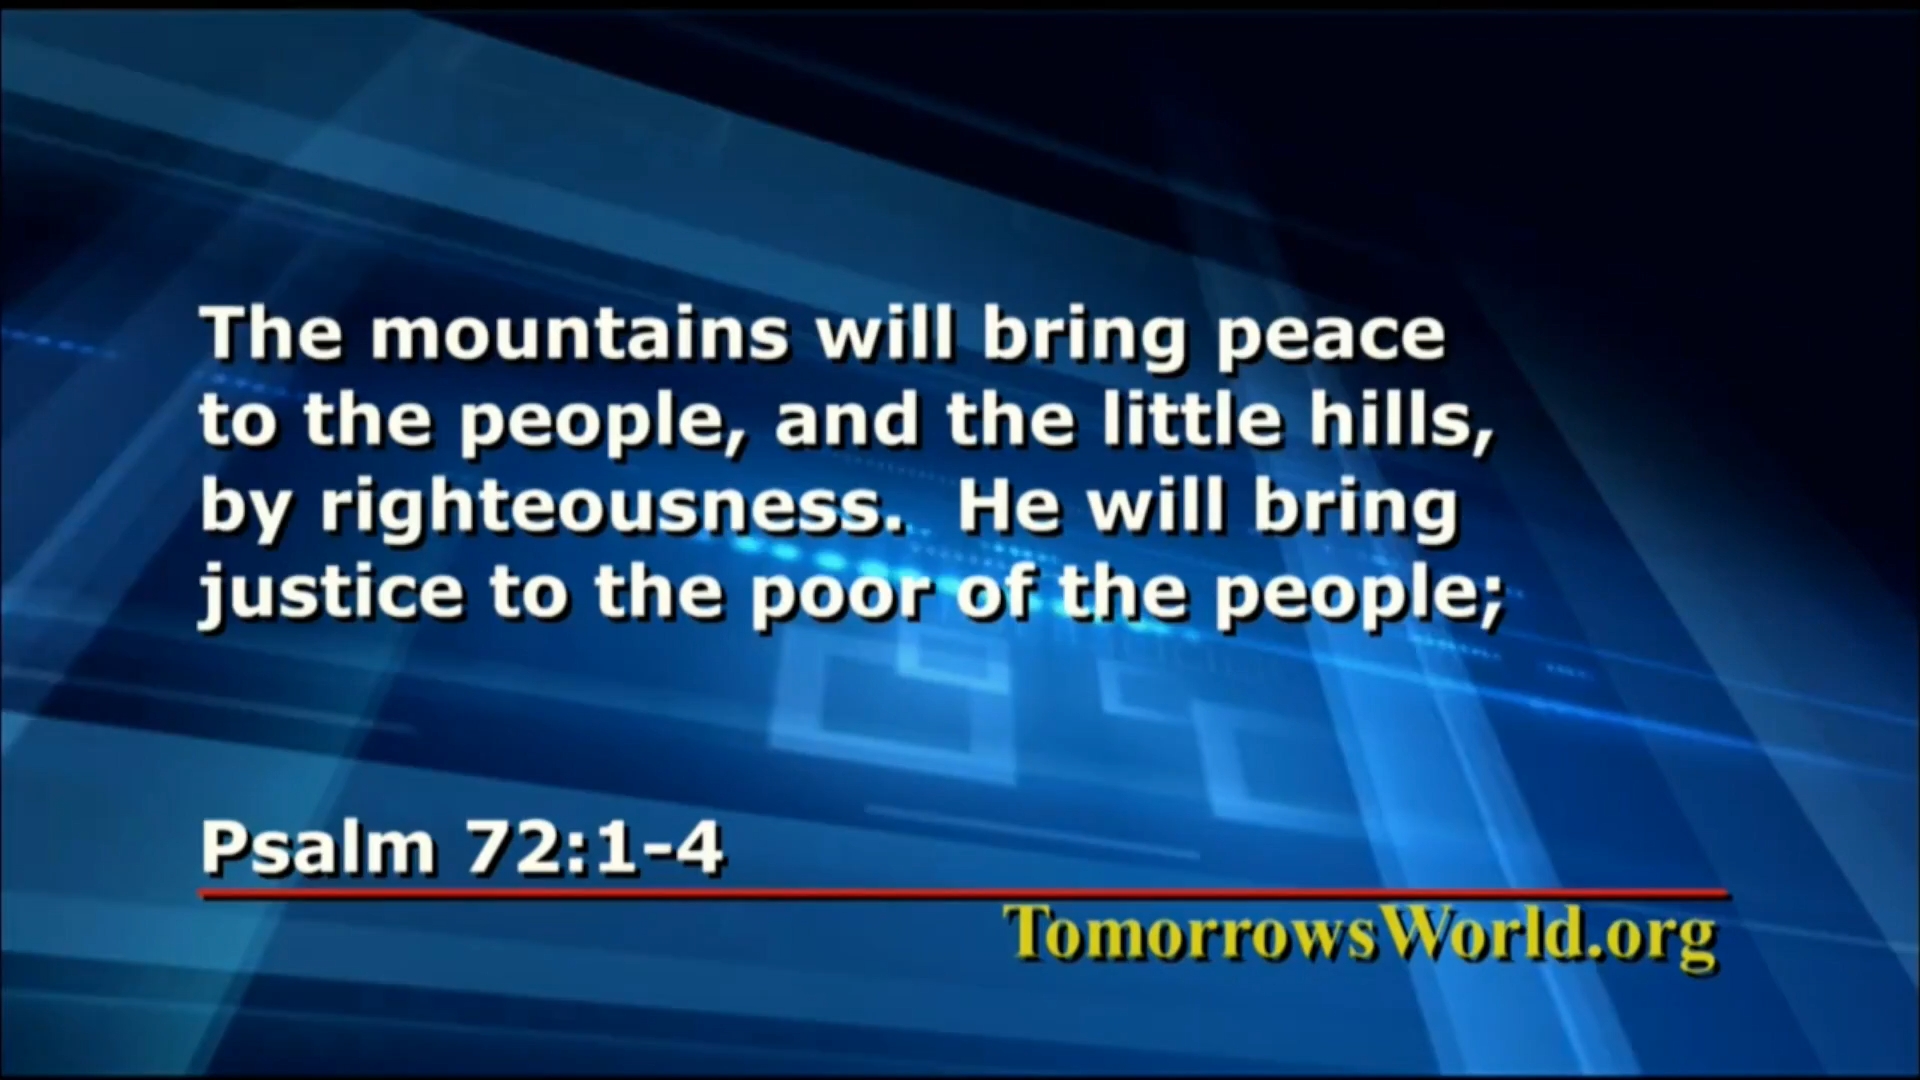 The mountains will bring peace
to the people, and the little hills,
by righteousness.  He will bring
justice to the poor of the people;
Psalm 72:1-4
TomorrowsWorld.org